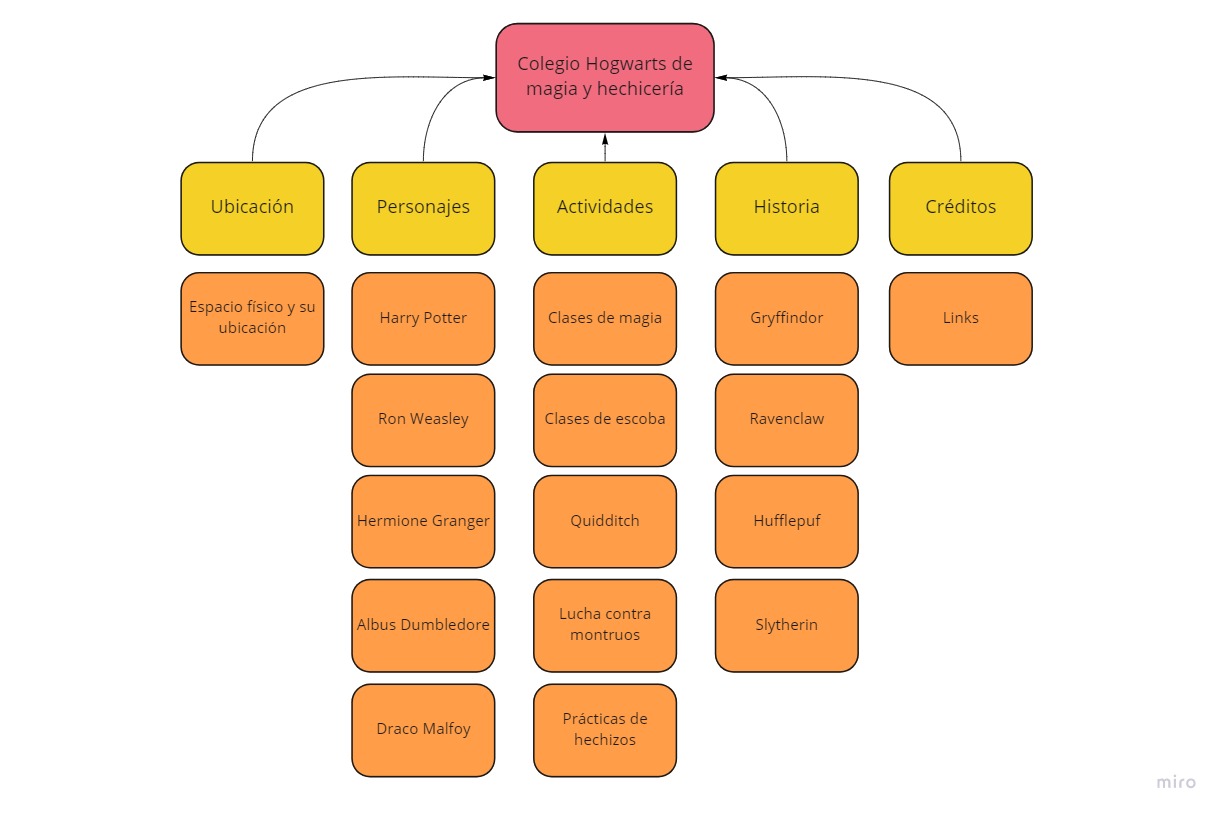 Colegio Hogwarts de
magia y hechicería
Ubicación
Personajes
Actividades
Historia
Créditos
Espacio físico y su
ubicación
Harry Potter
Clases de magia
Gryffindor
Links
Ron Weasley
Clases de escoba
Ravenclaw
Hermione Granger
Quidditch
Hufflepuf
Albus Dumbledore
Lucha contra
montruos
Slytherin
Draco Malfoy
Prácticas de
hechizos
miro